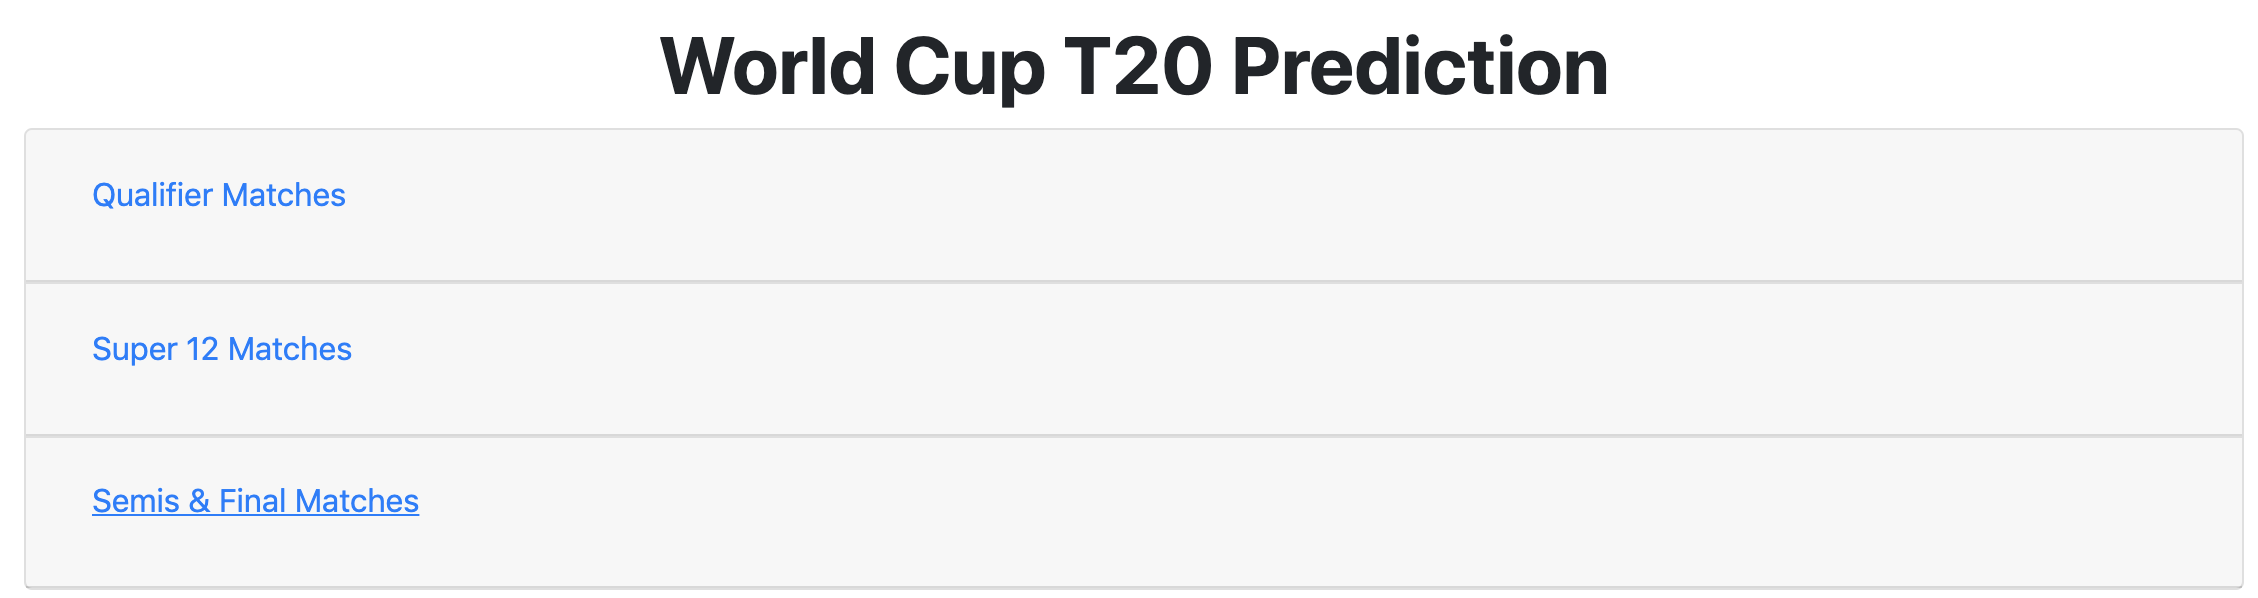 World Cup T20 Prediction
Qualifier Matches
Super 12 Matches
Semis & Final Matches